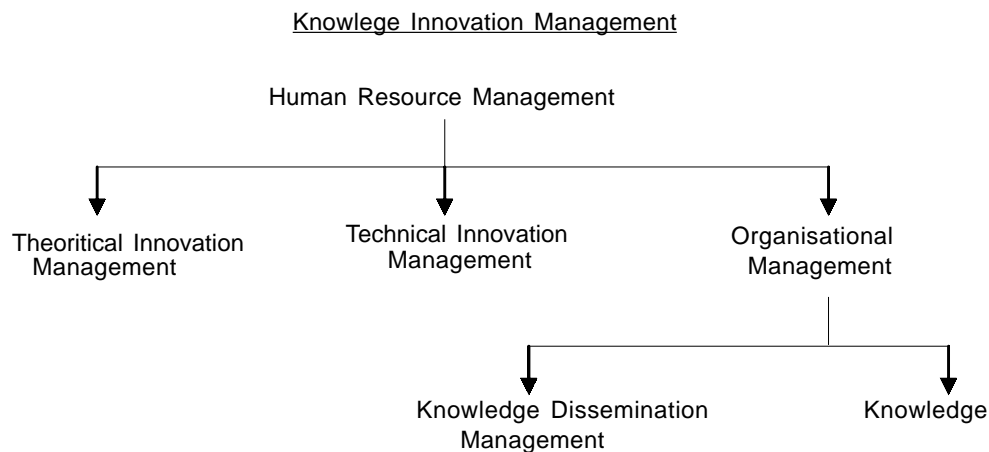 Knowlege Innovation Management
Human Resource Management
Theoritical Innovation
Management
Technical Innovation
Management
Organisational
Management
Knowledge Dissemination
Management
Knowledge